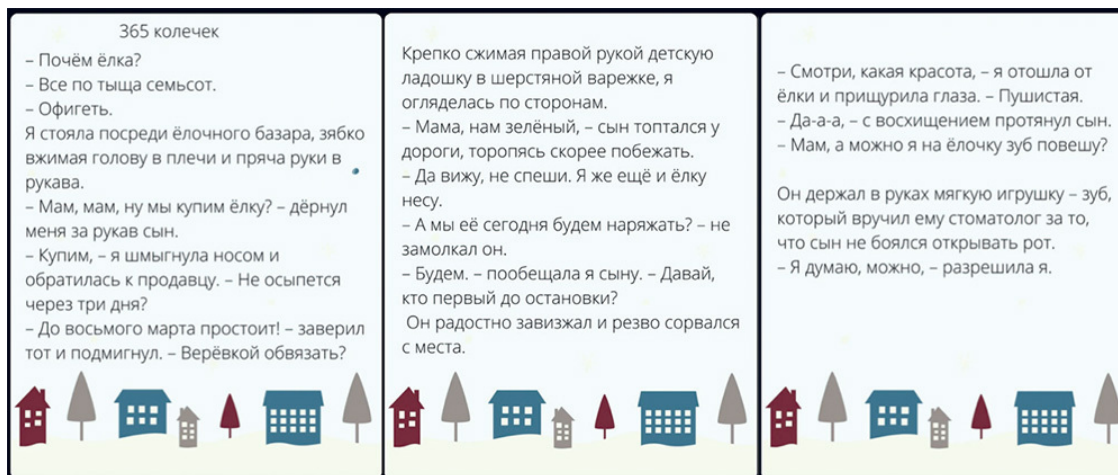 365 колечек
– Почём ёлка?
– Все по тыща семьсот.
– Офигеть.
Я стояла посреди ёлочного базара, зябко
вжимая голову в плечи и пряча руки в
рукава.
– Мам, мам, ну мы купим ёлку? – дёрнул
меня за рукав сын.
– Купим, – я шмыгнула носом и
обратилась к продавцу. – Не осыпется
через три дня?
– До восьмого марта простоит! – заверил
тот и подмигнул. – Верёвкой обвязать?
Крепко сжимая правой рукой детскую
ладошку в шерстяной варежке, я
огляделась по сторонам.
– Мама, нам зелёный, – сын топтался у
дороги, торопясь скорее побежать.
– Да вижу, не спеши. Я же ещё и ёлку
несу.
– А мы её сегодня будем наряжать? – не
замолкал он.
– Будем. – пообещала я сыну. – Давай,
кто первый до остановки?
Он радостно завизжал и резво сорвался
с места.
– Смотри, какая красота, – я отошла от
ёлки и прищурила глаза. – Пушистая.
– Да-а-а, – с восхищением протянул сын.
– Мам, а можно я на ёлочку зуб повешу?
Он держал в руках мягкую игрушку – зуб,
который вручил ему стоматолог за то,
что сын не боялся открывать рот.
– Я думаю, можно, – разрешила я.